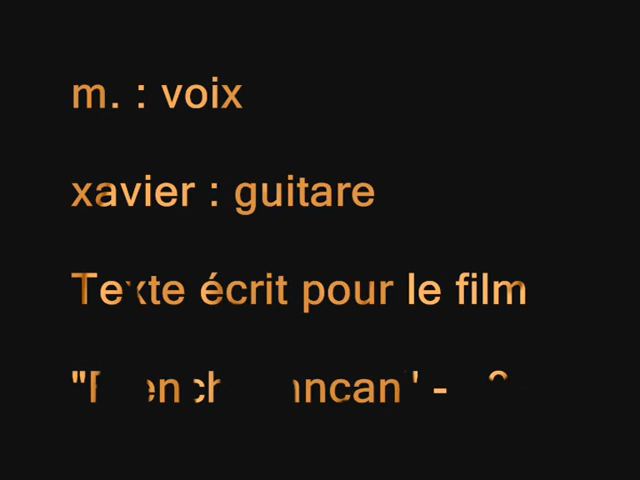 m. : voix
xavier : guitare
Texte écrit pour le film